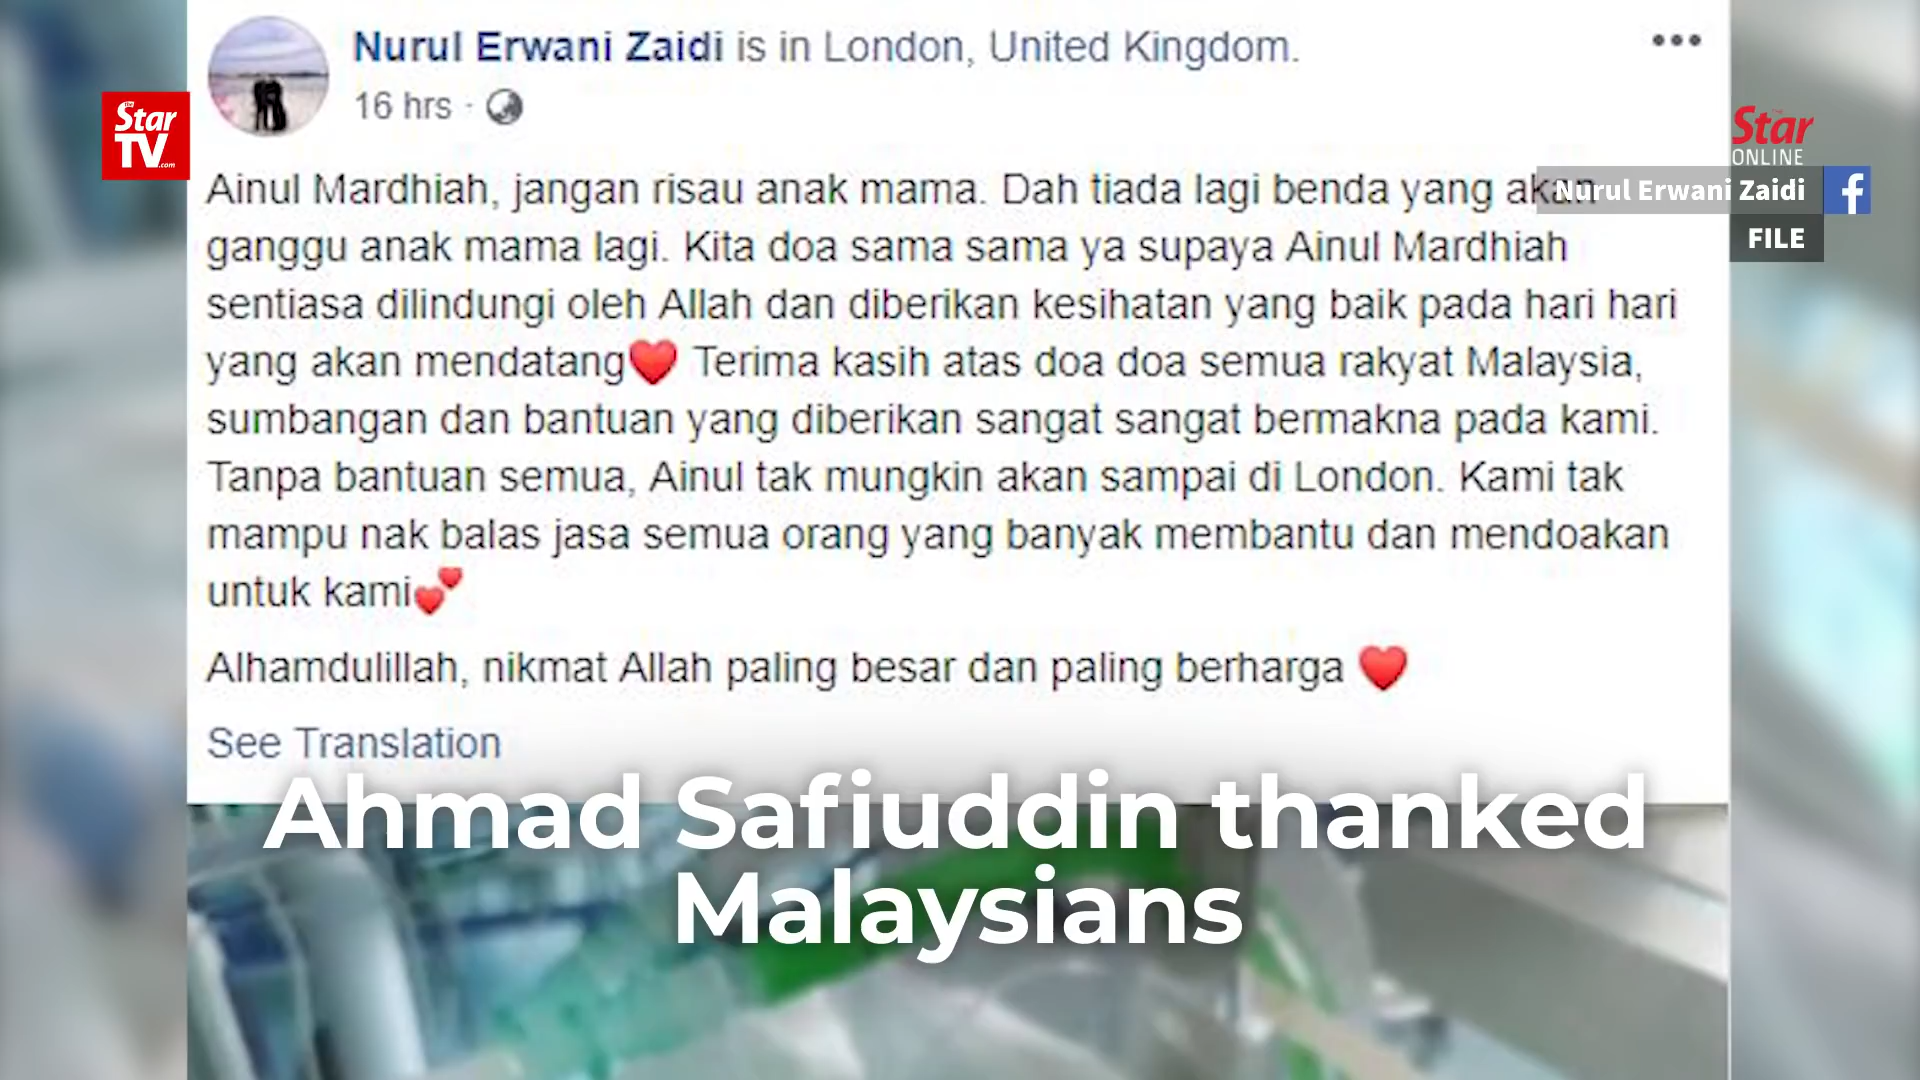 Nurul Erwani Zaidi is in London, United Kingdom.
16 hrs ·
The Star TV .com
The Star ONLINE
Nurul Erwani Zaidi
FILE
Ainul Mardhiah, jangan risau anak mama. Dah tiada lagi benda yang akan
ganggu anak mama lagi. Kita doa sama sama ya supaya Ainul Mardhiah
sentiasa dilindungi oleh Allah dan diberikan kesihatan yang baik pada hari hari
yang akan mendatang❤️ Terima kasih atas doa doa semua rakyat Malaysia,
sumbangan dan bantuan yang diberikan sangat sangat bermakna pada kami.
Tanpa bantuan semua, Ainul tak mungkin akan sampai di London. Kami tak
mampu nak balas jasa semua orang yang banyak membantu dan mendoakan
untuk kami💕
Alhamdulillah, nikmat Allah paling besar dan paling berharga ❤️
See Translation
Ahmad Safiuddin thanked
Malaysians